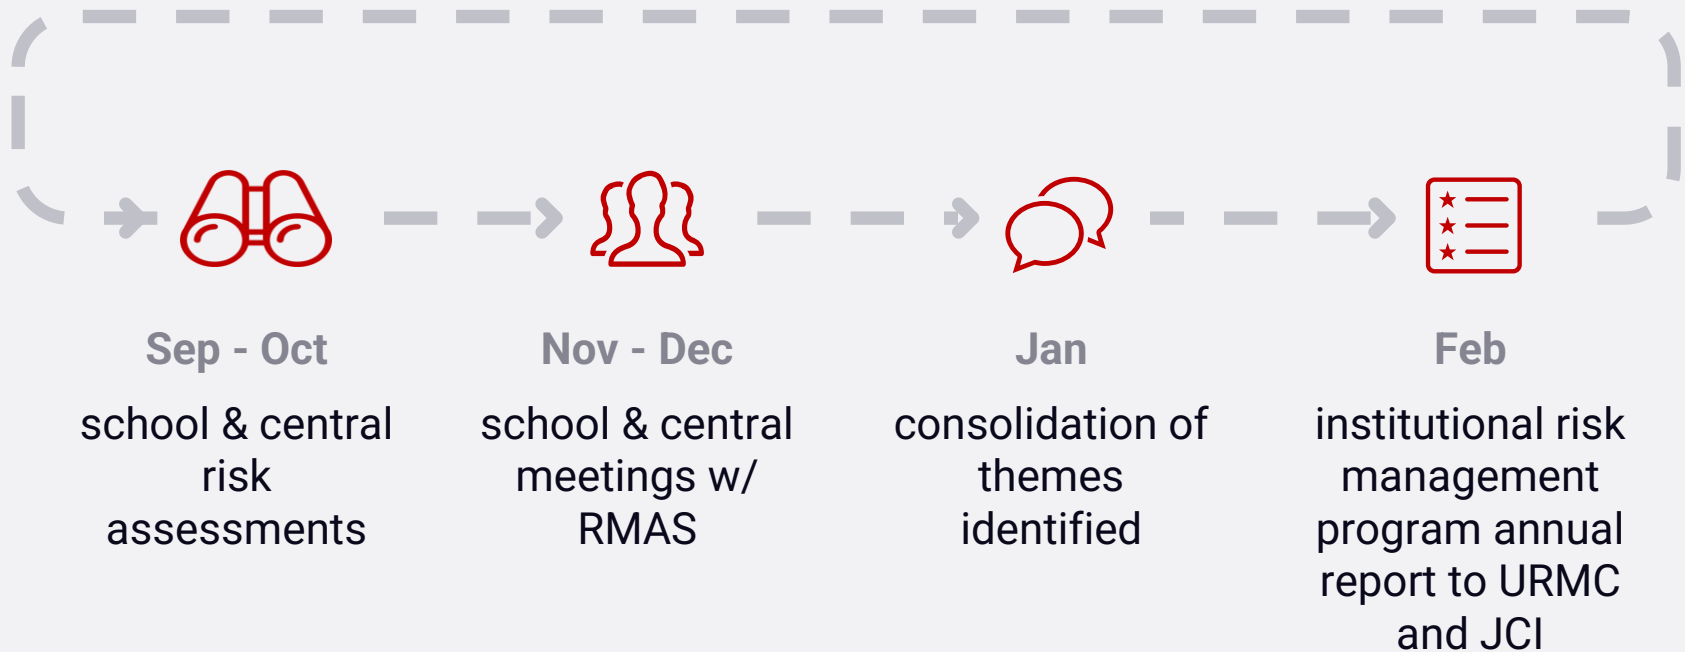 Sep - Oct
school & central
risk
assessments
Nov - Dec
school & central
meetings w/
RMAS
Jan
consolidation of
themes
identified
Feb
institutional risk
management
program annual
report to URMC
and JCI